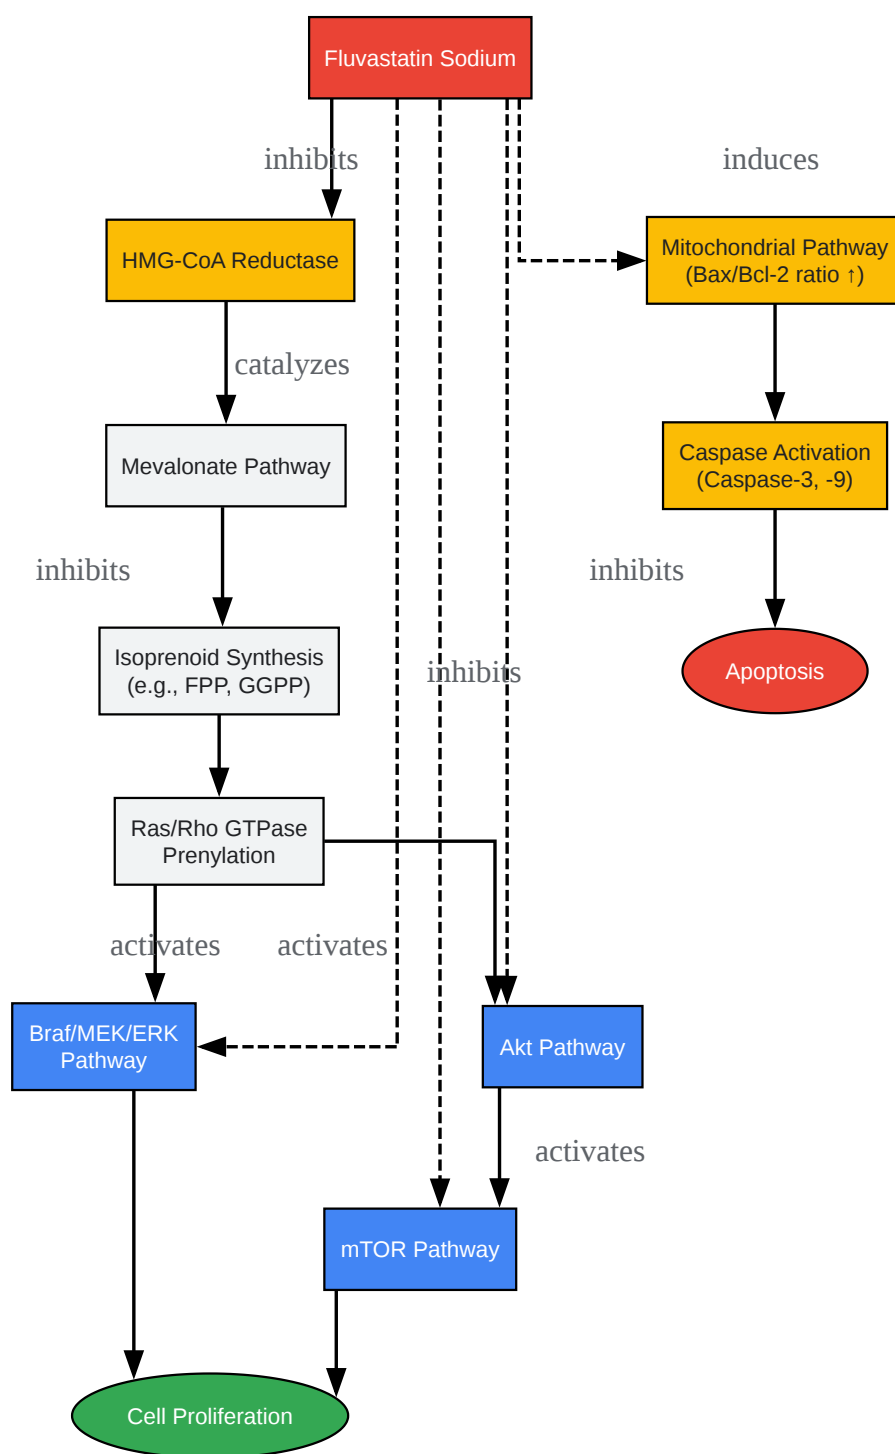 Fluvastatin Sodium
inhibits
induces
HMG-CoA Reductase
Mitochondrial Pathway
(Bax/Bcl-2 ratio ↑)
catalyzes
Mevalonate Pathway
Caspase Activation
(Caspase-3, -9)
inhibits
inhibits
Isoprenoid Synthesis
(e.g., FPP, GGPP)
inhibits
Apoptosis
Ras/Rho GTPase
Prenylation
activates
activates
Braf/MEK/ERK
Pathway
Akt Pathway
activates
mTOR Pathway
Cell Proliferation